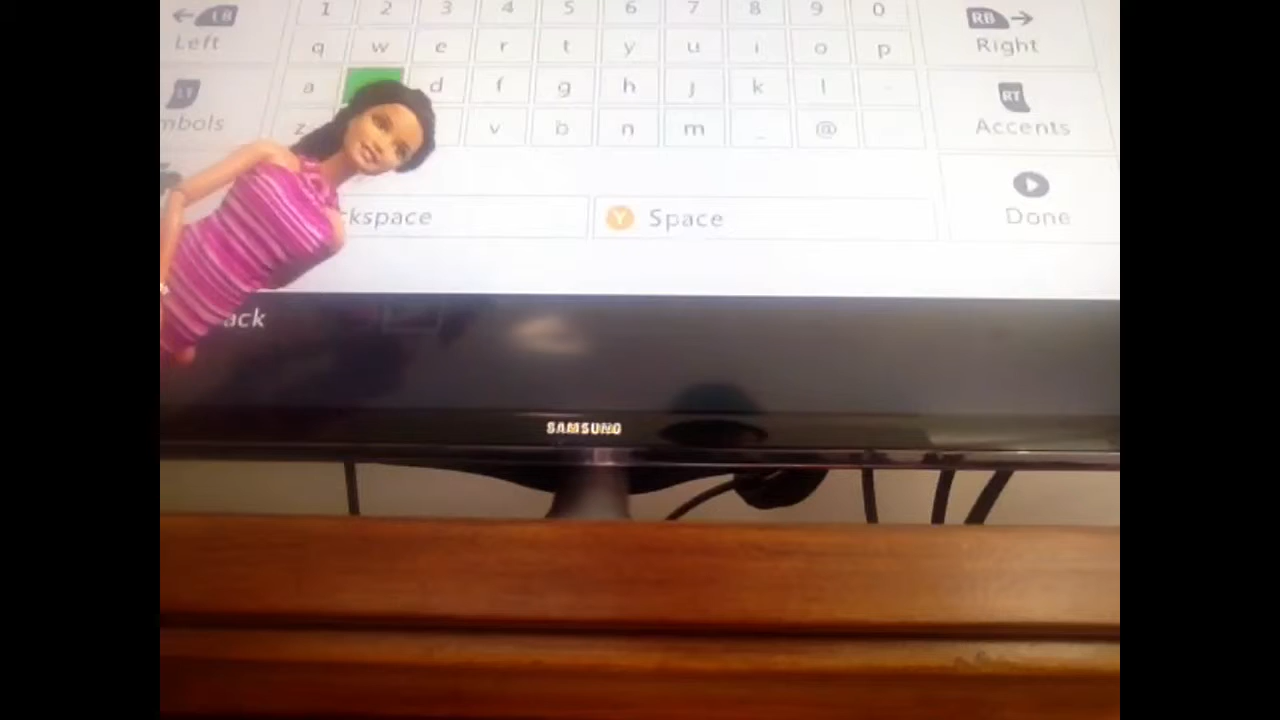 1 2 3 4 5 6 7 8 9 0
LB RB
Left q w e r t y u i o p Right
a d f g h j k l
LT RT
mbols z v b n m _ @ Accents
ckspace Y Space Done
ack
SAMSUNG